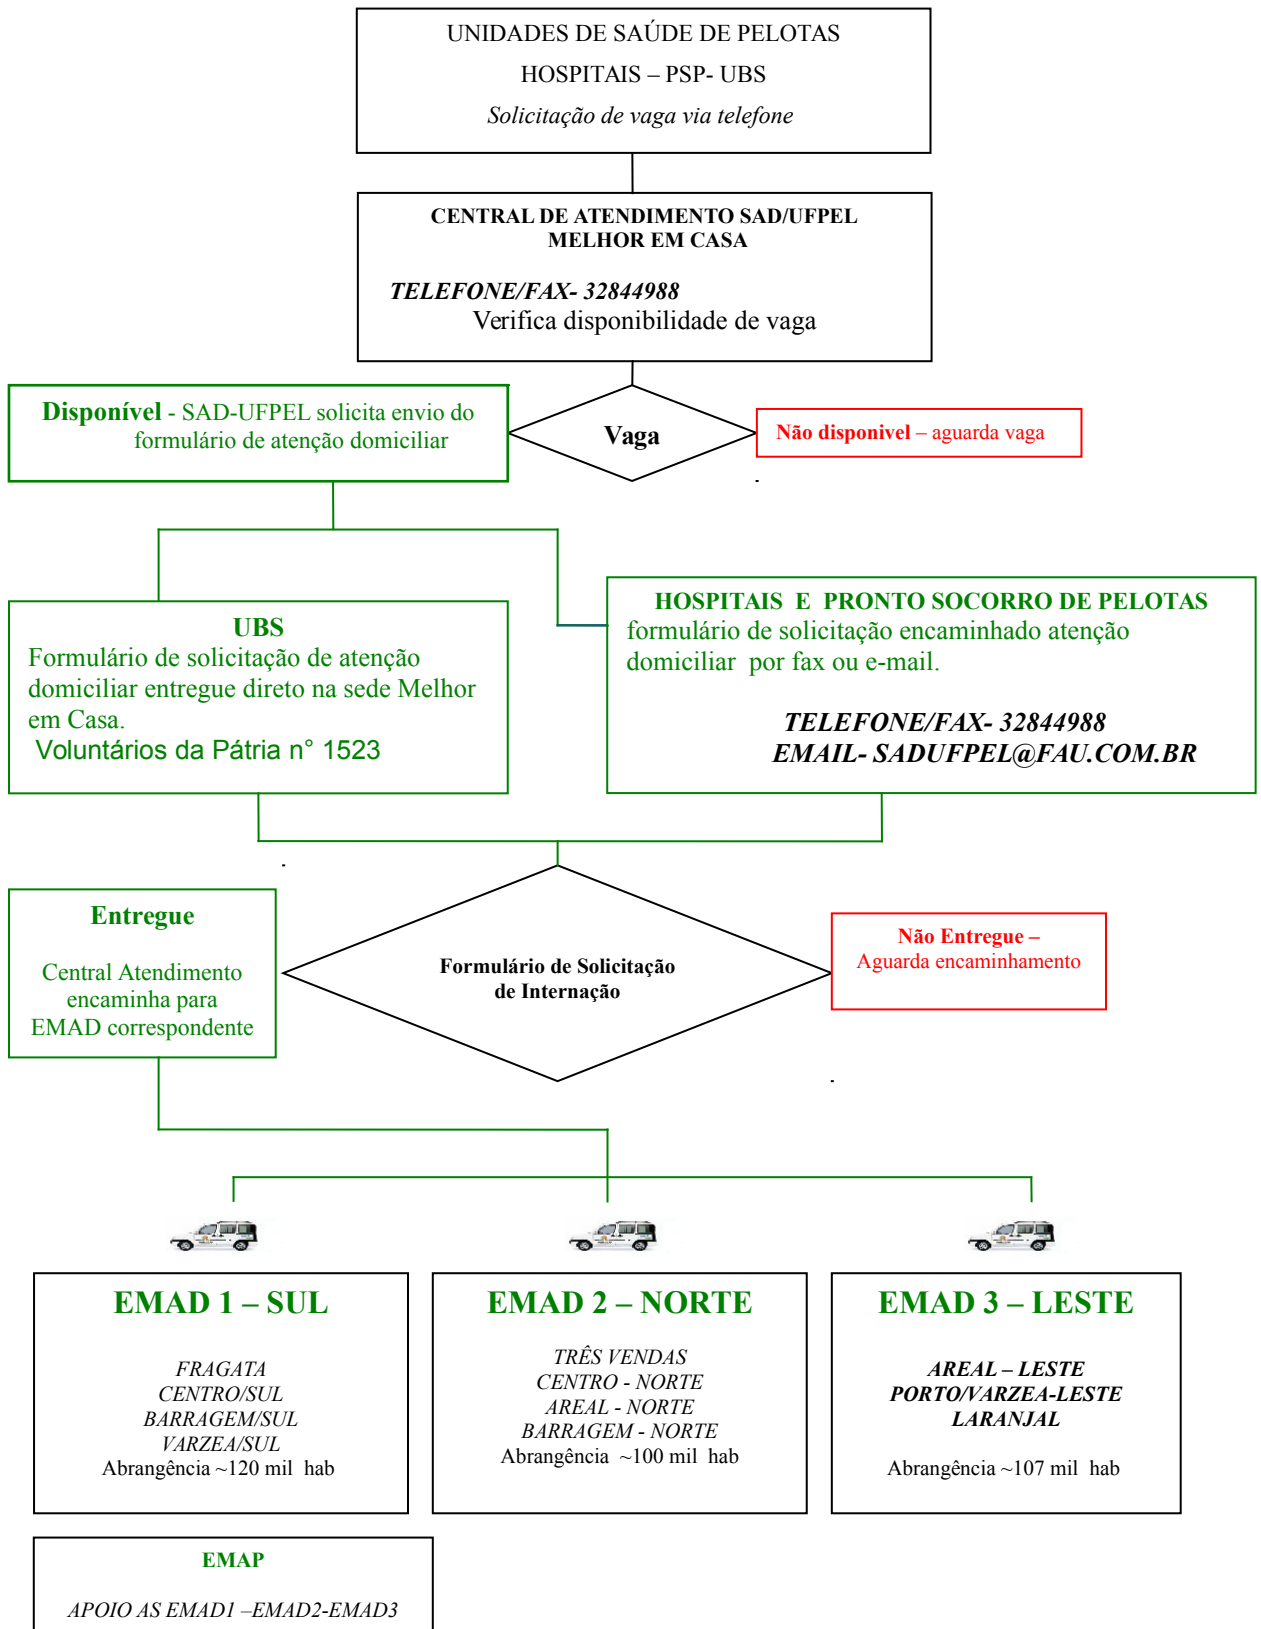 UNIDADES DE SAÚDE DE PELOTAS
HOSPITAIS – PSP- UBS
Solicitação de vaga via telefone
CENTRAL DE ATENDIMENTO SAD/UFPEL
MELHOR EM CASA
TELEFONE/FAX- 32844988
Verifica disponibilidade de vaga
Disponível - SAD-UFPEL solicita envio do
formulário de atenção domiciliar
Vaga
Não disponivel – aguarda vaga
UBS
Formulário de solicitação de atenção
domiciliar entregue direto na sede Melhor
em Casa.
Voluntários da Pátria n° 1523
HOSPITAIS E PRONTO SOCORRO DE PELOTAS
formulário de solicitação encaminhado atenção
domiciliar por fax ou e-mail.
TELEFONE/FAX- 32844988
EMAIL- SADUFPEL@FAU.COM.BR
Entregue
Central Atendimento
encaminha para
EMAD correspondente
Formulário de Solicitação
de Internação
Não Entregue –
Aguarda encaminhamento
EMAD 1 – SUL
FRAGATA
CENTRO/SUL
BARRAGEM/SUL
VARZEA/SUL
Abrangência ~120 mil hab
EMAD 2 – NORTE
TRÊS VENDAS
CENTRO - NORTE
AREAL - NORTE
BARRAGEM - NORTE
Abrangência ~100 mil hab
EMAD 3 – LESTE
AREAL – LESTE
PORTO/VARZEA-LESTE
LARANJAL
Abrangência ~107 mil hab
EMAP
APOIO AS EMAD1 –EMAD2-EMAD3